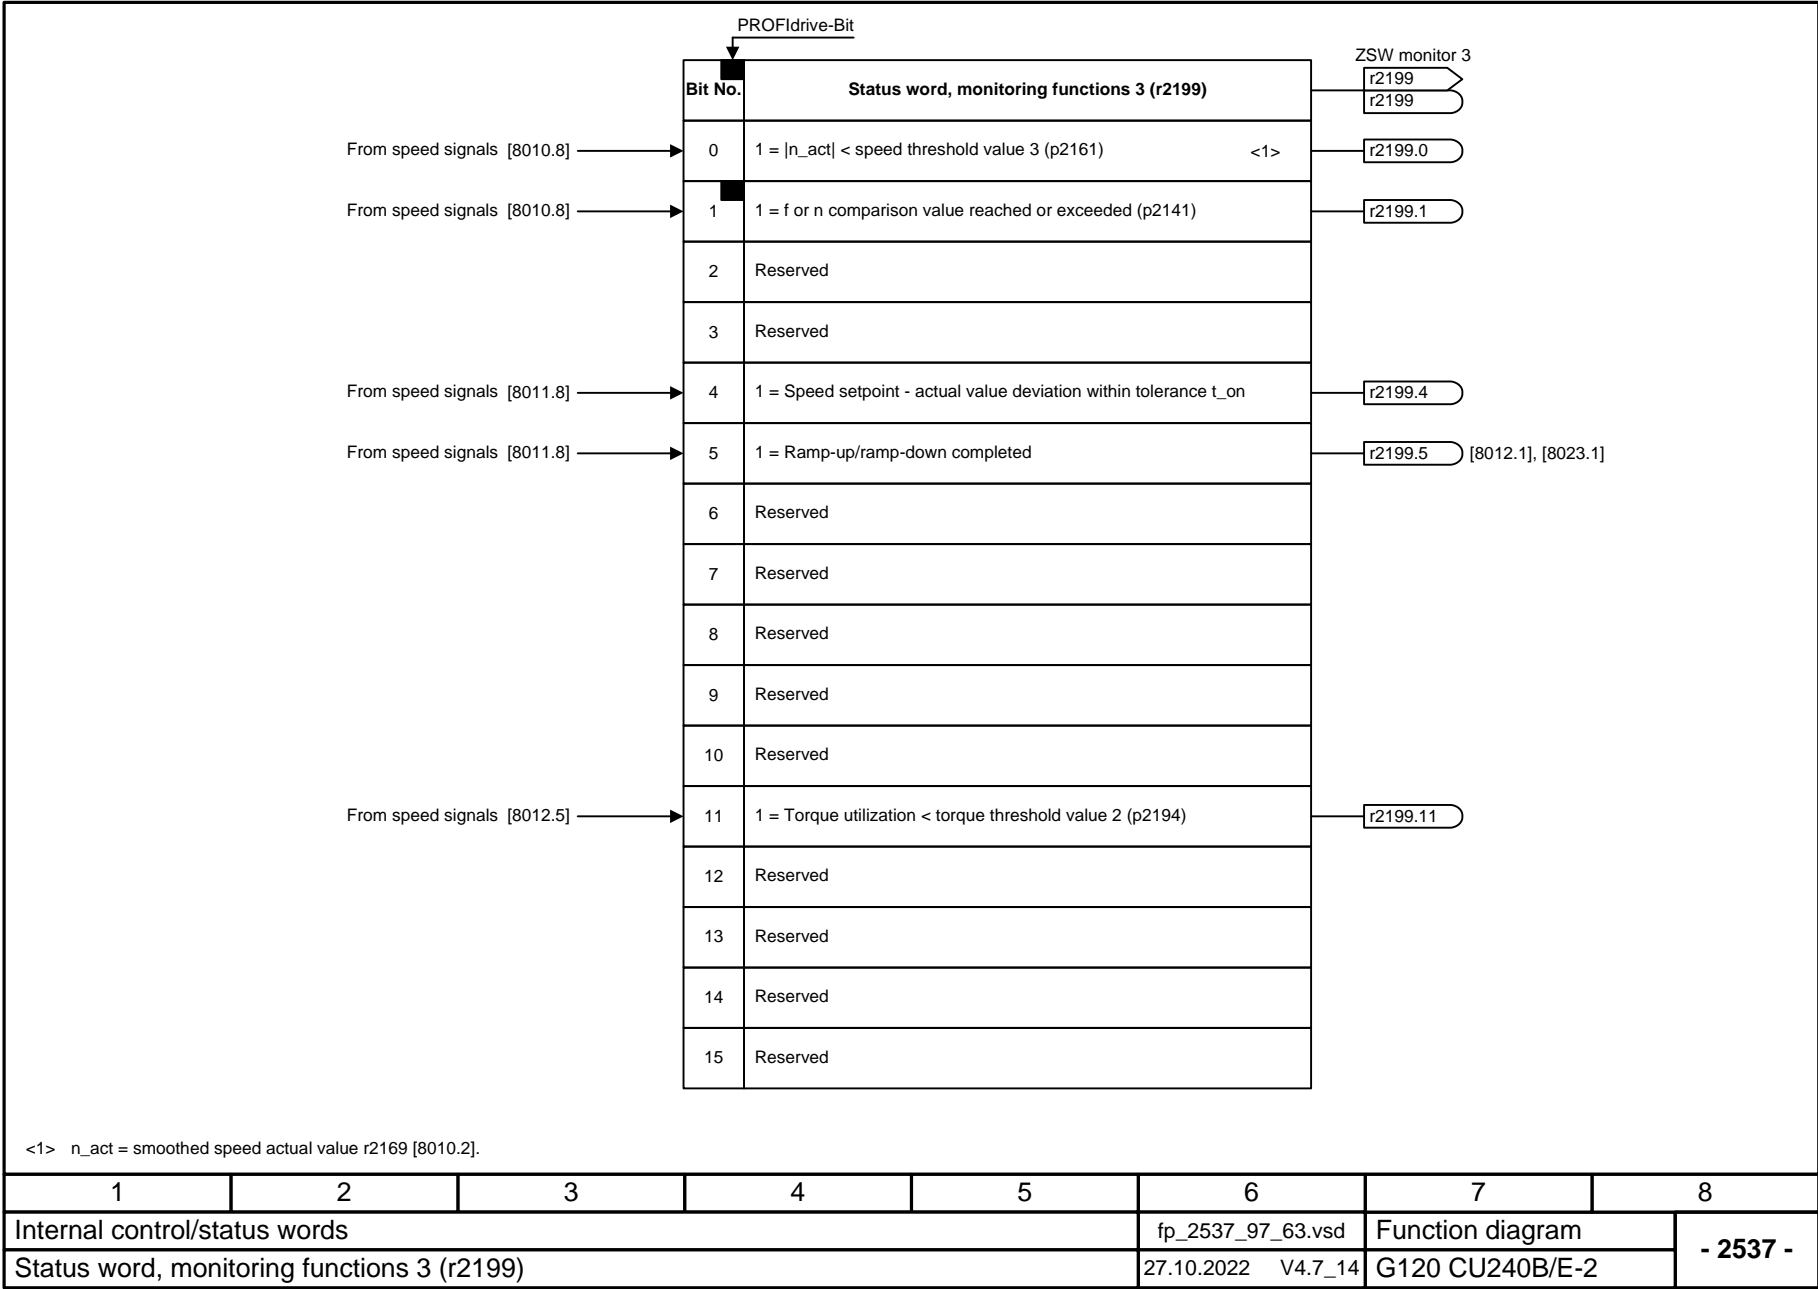 PROFIdrive-Bit
ZSW monitor 3
Bit No. Status word, monitoring functions 3 (r2199) r2199
r2199
From speed signals [8010.8] 0 1 = |n_act| < speed threshold value 3 (p2161) <1> r2199.0
From speed signals [8010.8] 1 1 = f or n comparison value reached or exceeded (p2141) r2199.1
2 Reserved
3 Reserved
From speed signals [8011.8] 4 1 = Speed setpoint - actual value deviation within tolerance t_on r2199.4
From speed signals [8011.8] 5 1 = Ramp-up/ramp-down completed r2199.5 [8012.1], [8023.1]
6 Reserved
7 Reserved
8 Reserved
9 Reserved
10 Reserved
From speed signals [8012.5] 11 1 = Torque utilization < torque threshold value 2 (p2194) r2199.11
12 Reserved
13 Reserved
14 Reserved
15 Reserved
<1> n_act = smoothed speed actual value r2169 [8010.2].
1 2 3 4 5 6 7 8
Internal control/status words fp_2537_97_63.vsd Function diagram - 2537 -
Status word, monitoring functions 3 (r2199) 27.10.2022 V4.7_14 G120 CU240B/E-2